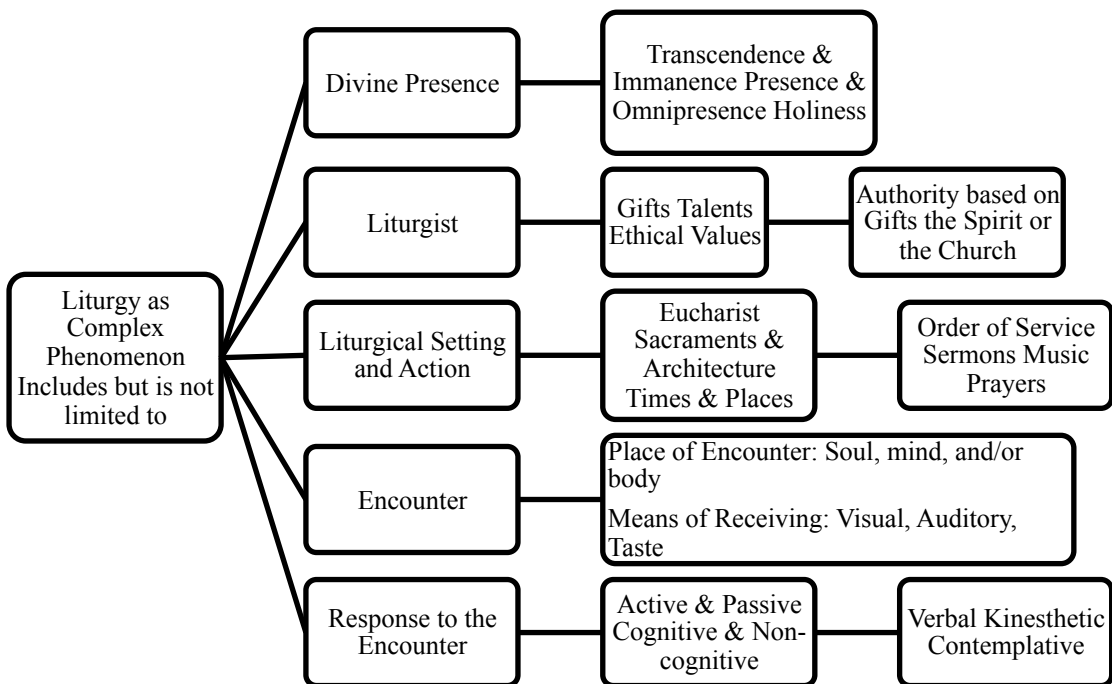 Liturgy as
Complex
Phenomenon
Includes but is not
limited to
Divine Presence
Transcendence &
Immanence Presence &
Omnipresence Holiness
Liturgist
Gifts Talents
Ethical Values
Authority based on
Gifts the Spirit or
the Church
Liturgical Setting
and Action
Eucharist
Sacraments &
Architecture
Times & Places
Order of Service
Sermons Music
Prayers
Encounter
Place of Encounter: Soul, mind, and/or
body
Means of Receiving: Visual, Auditory,
Taste
Response to the
Encounter
Active & Passive
Cognitive & Non-
cognitive
Verbal Kinesthetic
Contemplative